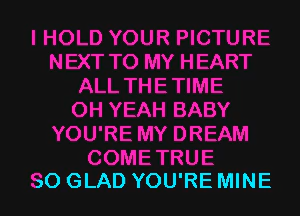 I HOLD YOUR PICTURE
NEXT TO MY HEART
ALL THE TIME
OH YEAH BABY
YOU'RE MY DREAM
COME TRUE
SO GLAD YOU'RE MINE